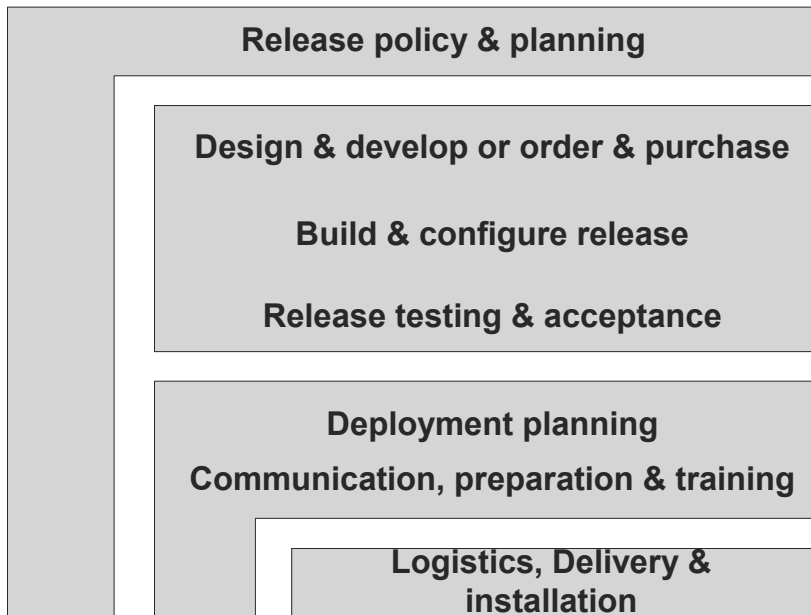 Release policy & planning
Design & develop or order & purchase
Build & configure release
Release testing & acceptance
Deployment planning
Communication, preparation & training
Logistics, Delivery &
installation